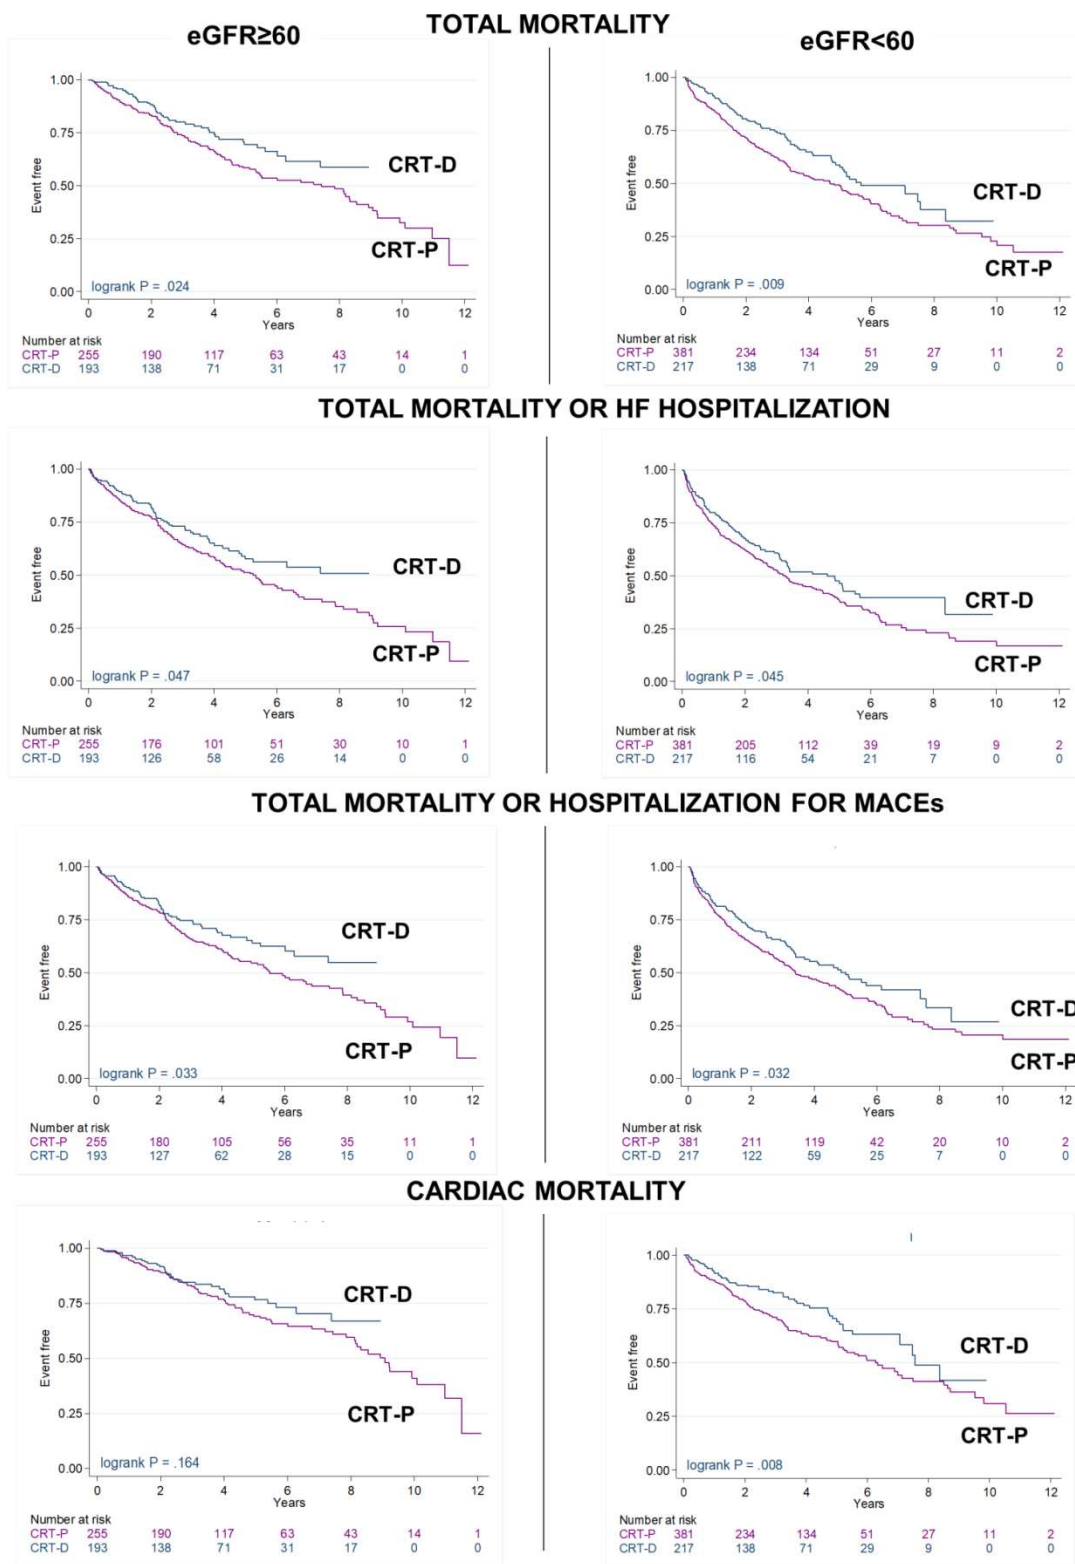 TOTAL MORTALITY
eGFR≥60
eGFR<60
1.00
0.75
0.50
0.25
0.00
Event free
CRT-D
CRT-P
logrank P = .024
0 2 4 6 8 10 12
Years
Number at risk
CRT-P 255 190 117 63 43 14 1
CRT-D 193 138 71 31 17 0 0
1.00
0.75
0.50
0.25
0.00
Event free
CRT-D
CRT-P
logrank P = .009
0 2 4 6 8 10 12
Years
Number at risk
CRT-P 381 234 134 51 27 11 2
CRT-D 217 138 71 29 9 0 0
TOTAL MORTALITY OR HF HOSPITALIZATION
1.00
0.75
0.50
0.25
0.00
Event free
CRT-D
CRT-P
logrank P = .047
0 2 4 6 8 10 12
Years
Number at risk
CRT-P 255 176 101 51 30 10 1
CRT-D 193 126 58 26 14 0 0
1.00
0.75
0.50
0.25
0.00
Event free
CRT-D
CRT-P
logrank P = .045
0 2 4 6 8 10 12
Years
Number at risk
CRT-P 381 205 112 39 19 9 2
CRT-D 217 116 54 21 7 0 0
TOTAL MORTALITY OR HOSPITALIZATION FOR MACEs
1.00
0.75
0.50
0.25
0.00
Event free
CRT-D
CRT-P
logrank P = .033
0 2 4 6 8 10 12
Years
Number at risk
CRT-P 255 180 105 56 35 11 1
CRT-D 193 127 62 28 15 0 0
1.00
0.75
0.50
0.25
0.00
Event free
CRT-D
CRT-P
logrank P = .032
0 2 4 6 8 10 12
Years
Number at risk
CRT-P 381 211 119 42 20 10 2
CRT-D 217 122 59 25 7 0 0
CARDIAC MORTALITY
1.00
0.75
0.50
0.25
0.00
Event free
CRT-D
CRT-P
logrank P = .164
0 2 4 6 8 10 12
Years
Number at risk
CRT-P 255 190 117 63 43 14 1
CRT-D 193 138 71 31 17 0 0
1.00
0.75
0.50
0.25
0.00
Event free
CRT-D
CRT-P
logrank P = .008
0 2 4 6 8 10 12
Years
Number at risk
CRT-P 381 234 134 51 27 11 2
CRT-D 217 138 71 29 9 0 0